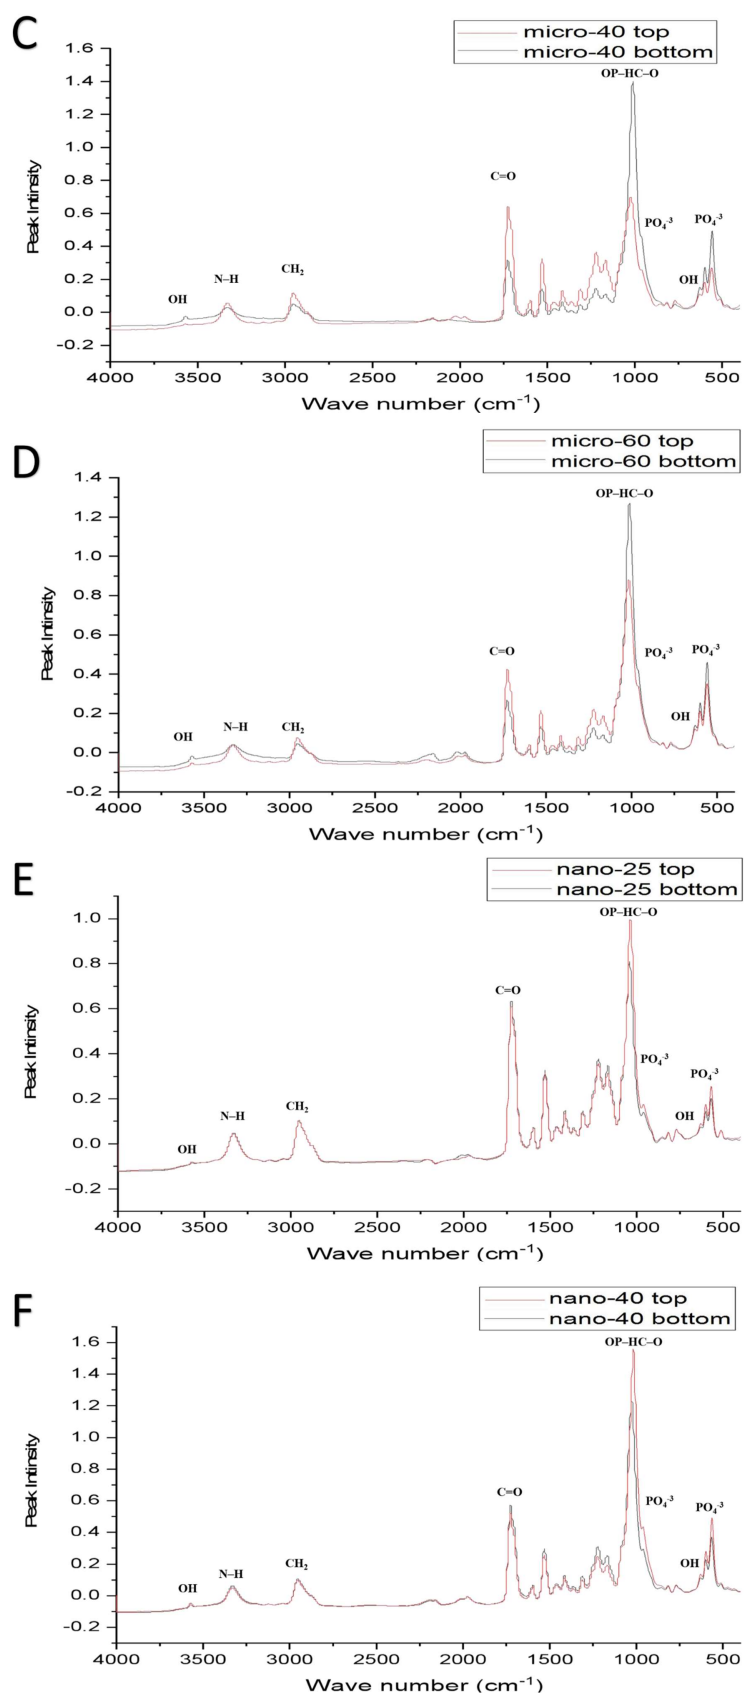 C
micro-40 top
micro-40 bottom
OP–HC–O
1.6
1.4
1.2
1.0
0.8
0.6
0.4
0.2
0.0
-0.2
Peak Intinsity
C=O
PO₄⁻³
PO₄⁻³
CH₂
N–H
OH
OH
4000 3500 3000 2500 2000 1500 1000 500
Wave number (cm⁻¹)
D
micro-60 top
micro-60 bottom
OP–HC–O
1.4
1.2
1.0
0.8
0.6
0.4
0.2
0.0
-0.2
Peak Intinsity
C=O
PO₄⁻³
PO₄⁻³
OH
N–H
CH₂
OH
4000 3500 3000 2500 2000 1500 1000 500
Wave number (cm⁻¹)
E
nano-25 top
nano-25 bottom
OP–HC–O
1.0
0.8
0.6
0.4
0.2
0.0
-0.2
Peak Intinsity
C=O
PO₄⁻³
PO₄⁻³
CH₂
N–H
OH
OH
4000 3500 3000 2500 2000 1500 1000 500
Wave number (cm⁻¹)
F
nano-40 top
nano-40 bottom
OP–HC–O
1.6
1.4
1.2
1.0
0.8
0.6
0.4
0.2
0.0
-0.2
Peak Intinsity
C=O
PO₄⁻³
PO₄⁻³
OH
N–H
CH₂
OH
4000 3500 3000 2500 2000 1500 1000 500
Wave number (cm⁻¹)